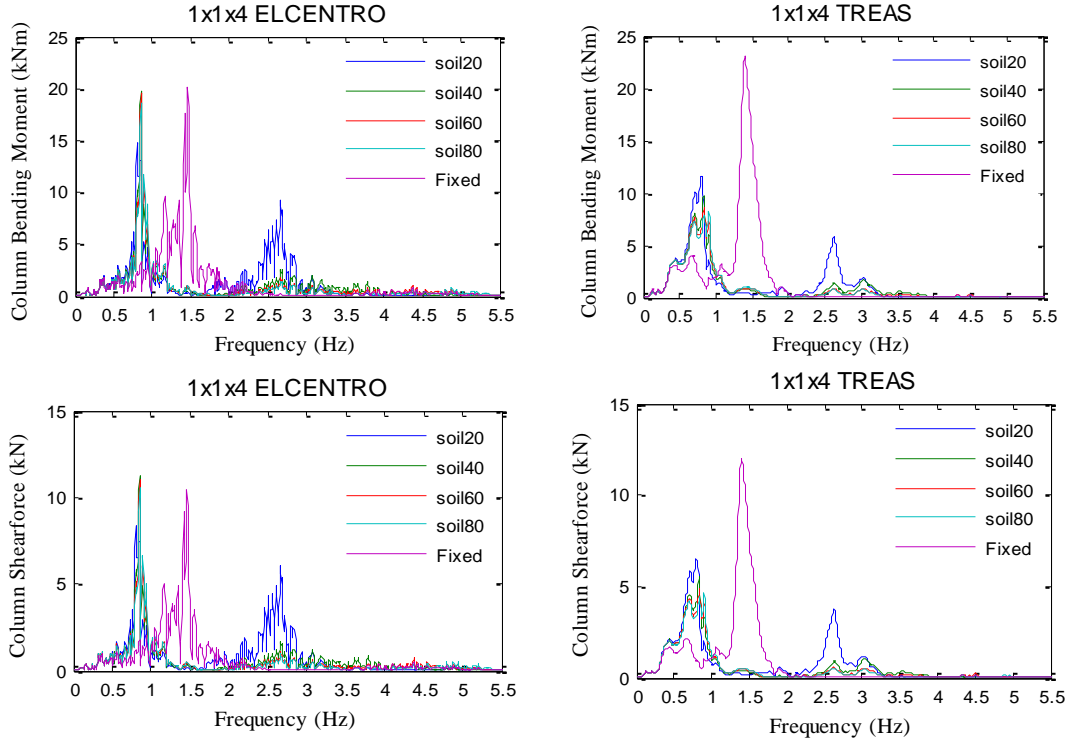 1x1x4 ELCENTRO
Column Bending Moment (kNm)
25
20
15
10
5
0
soil20
soil40
soil60
soil80
Fixed
0 0.5 1 1.5 2 2.5 3 3.5 4 4.5 5 5.5
Frequency (Hz)
1x1x4 TREAS
Column Bending Moment (kNm)
25
20
15
10
5
0
soil20
soil40
soil60
soil80
Fixed
0 0.5 1 1.5 2 2.5 3 3.5 4 4.5 5 5.5
Frequency (Hz)
1x1x4 ELCENTRO
Column Shearforce (kN)
15
10
5
0
soil20
soil40
soil60
soil80
Fixed
0 0.5 1 1.5 2 2.5 3 3.5 4 4.5 5 5.5
Frequency (Hz)
1x1x4 TREAS
Column Shearforce (kN)
15
10
5
0
soil20
soil40
soil60
soil80
Fixed
0 0.5 1 1.5 2 2.5 3 3.5 4 4.5 5 5.5
Frequency (Hz)